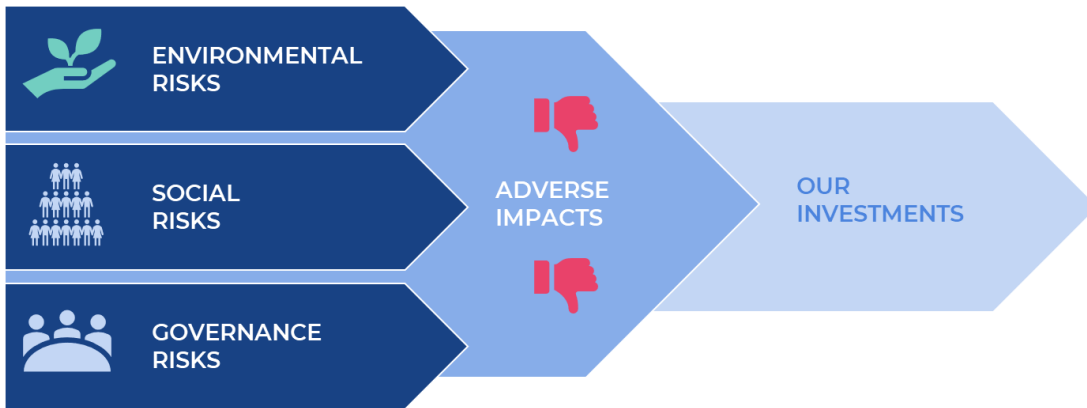 ENVIRONMENTAL
RISKS
SOCIAL
RISKS
GOVERNANCE
RISKS
ADVERSE
IMPACTS
OUR
INVESTMENTS